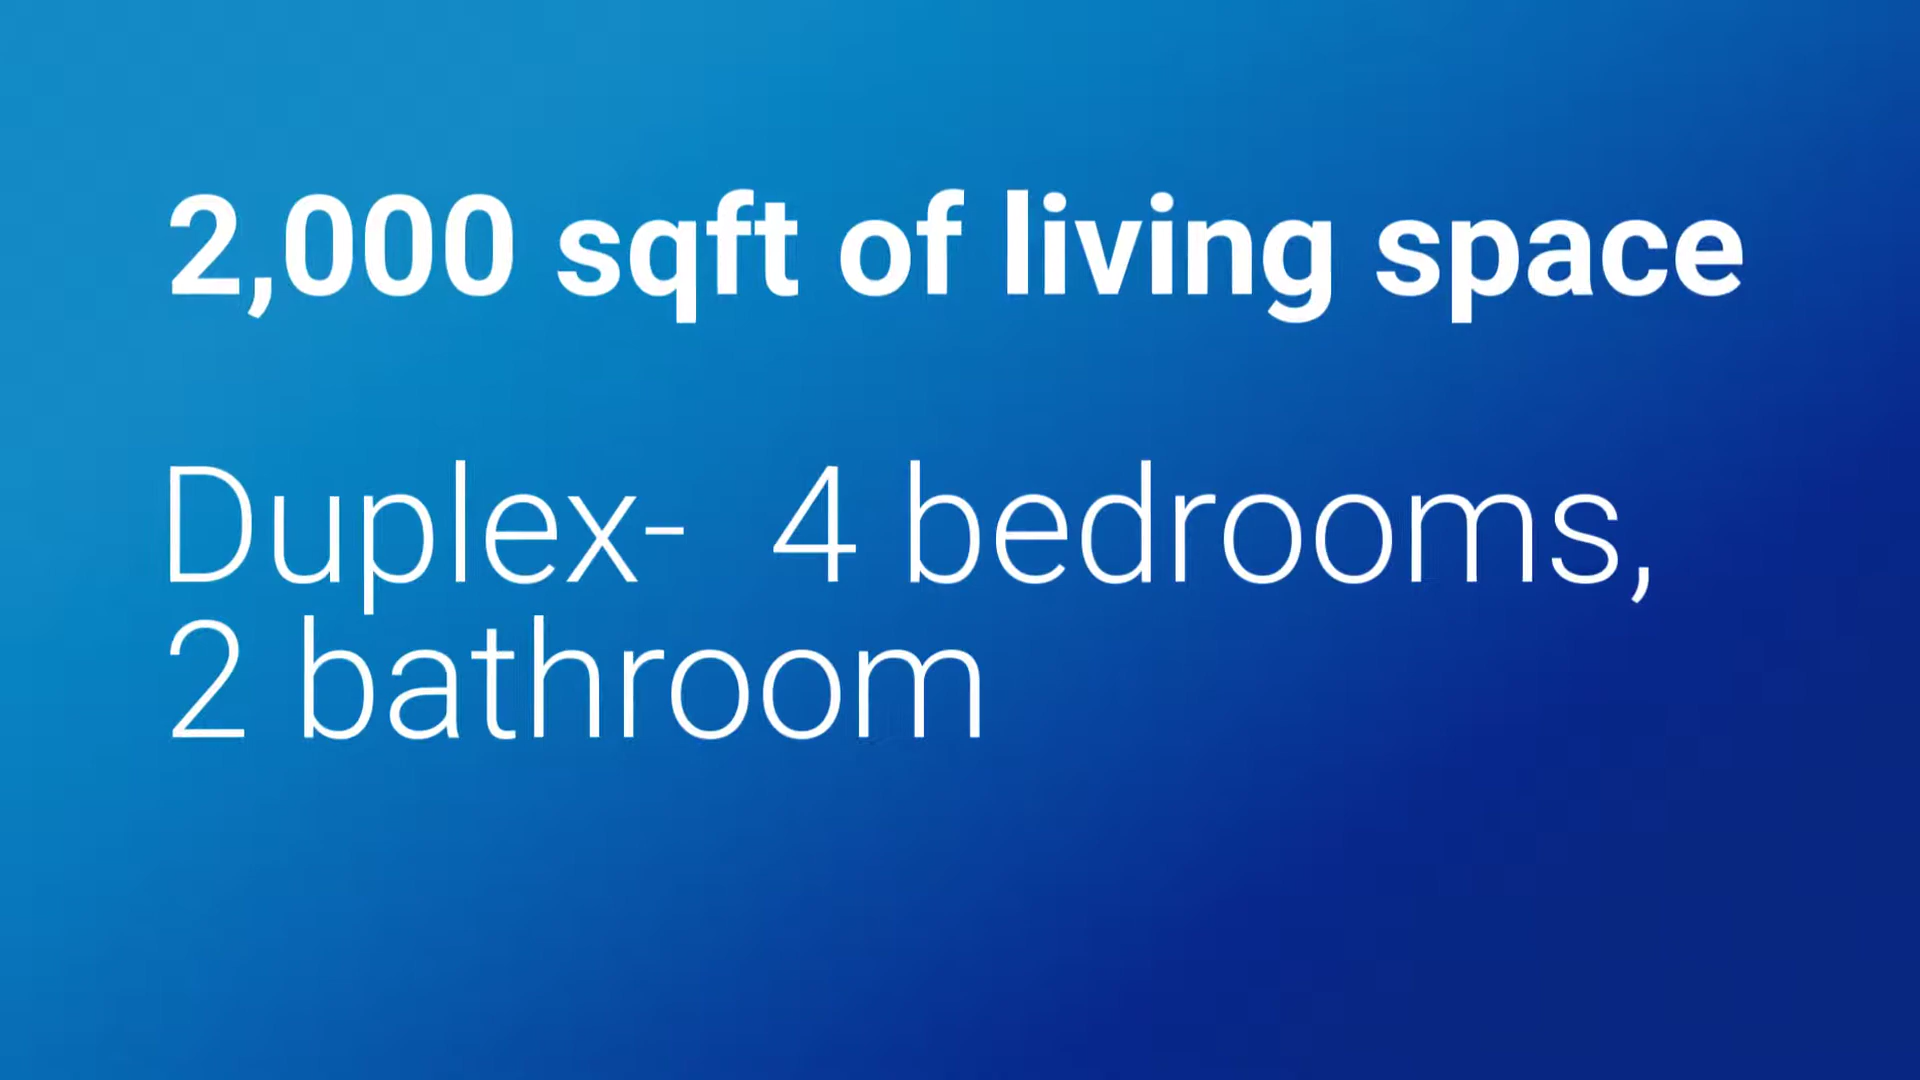 2,000 sqft of living space
Duplex-  4 bedrooms,
2 bathroom